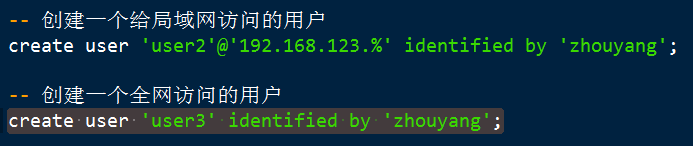 -- 创建一个给局域网访问的用户
create user 'user2'@'192.168.123.%' identified by 'zhouyang';
-- 创建一个全网访问的用户
create user 'user3' identified by 'zhouyang';